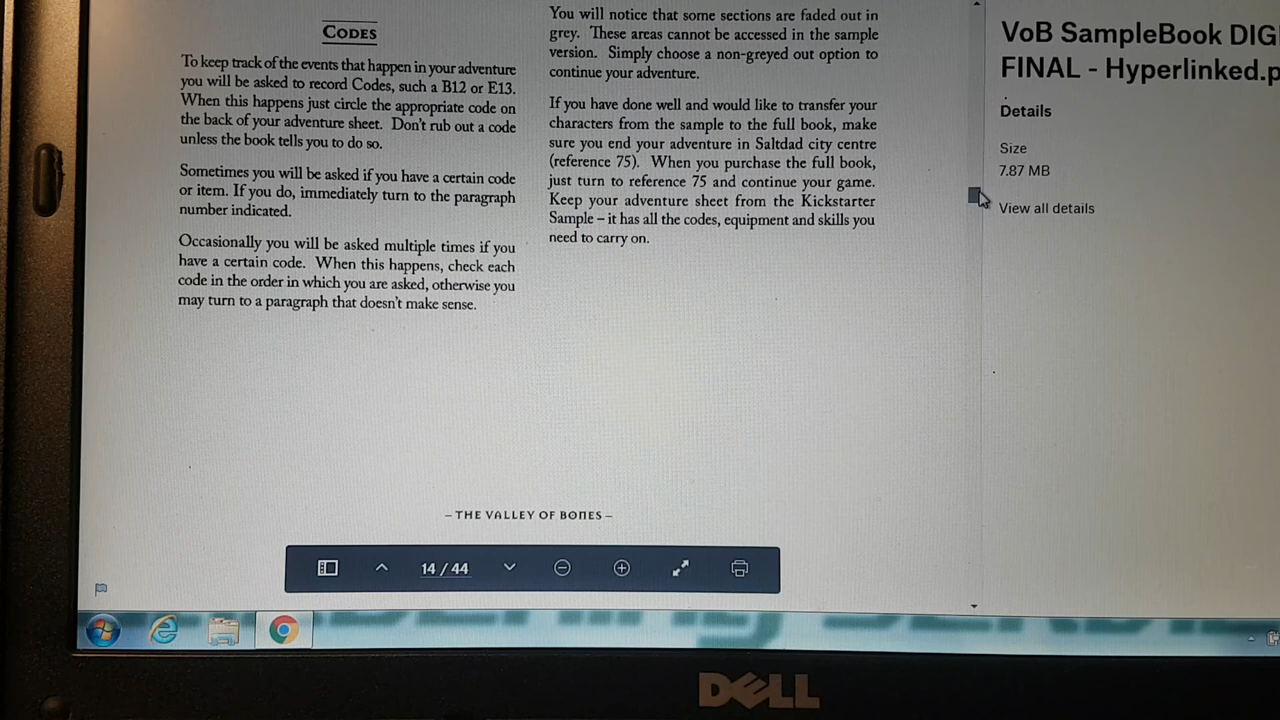 CODES
To keep track of the events that happen in your adventure
you will be asked to record Codes, such a B12 or E13.
When this happens just circle the appropriate code on
the back of your adventure sheet. Don't rub out a code
unless the book tells you to do so.
Sometimes you will be asked if you have a certain code
or item. If you do, immediately turn to the paragraph
number indicated.
Occasionally you will be asked multiple times if you
have a certain code. When this happens, check each
code in the order in which you are asked, otherwise you
may turn to a paragraph that doesn't make sense.
You will notice that some sections are faded out in
grey. These areas cannot be accessed in the sample
version. Simply choose a non-greyed out option to
continue your adventure.
If you have done well and would like to transfer your
characters from the sample to the full book, make
sure you end your adventure in Saltdad city centre
(reference 75). When you purchase the full book,
just turn to reference 75 and continue your game.
Keep your adventure sheet from the Kickstarter
Sample – it has all the codes, equipment and skills you
need to carry on.
– THE VALLEY OF BONES –
14 / 44
VoB SampleBook DIG
FINAL - Hyperlinked.p
Details
Size
7.87 MB
View all details
DELL